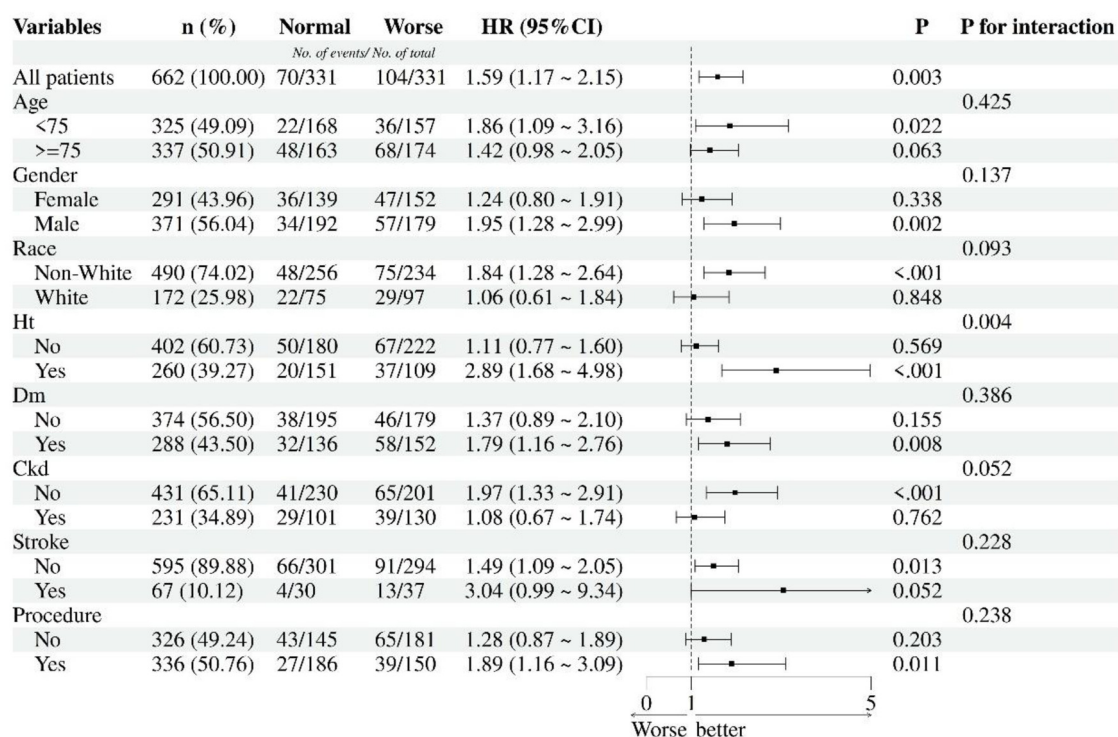 Variables n (%) Normal Worse HR (95%CI) P P for interaction
No. of events/ No. of total
All patients 662 (100.00) 70/331 104/331 1.59 (1.17 ~ 2.15) 0.003
Age 0.425
<75 325 (49.09) 22/168 36/157 1.86 (1.09 ~ 3.16) 0.022
>=75 337 (50.91) 48/163 68/174 1.42 (0.98 ~ 2.05) 0.063
Gender 0.137
Female 291 (43.96) 36/139 47/152 1.24 (0.80 ~ 1.91) 0.338
Male 371 (56.04) 34/192 57/179 1.95 (1.28 ~ 2.99) 0.002
Race 0.093
Non-White 490 (74.02) 48/256 75/234 1.84 (1.28 ~ 2.64) <.001
White 172 (25.98) 22/75 29/97 1.06 (0.61 ~ 1.84) 0.848
Ht 0.004
No 402 (60.73) 50/180 67/222 1.11 (0.77 ~ 1.60) 0.569
Yes 260 (39.27) 20/151 37/109 2.89 (1.68 ~ 4.98) <.001
Dm 0.386
No 374 (56.50) 38/195 46/179 1.37 (0.89 ~ 2.10) 0.155
Yes 288 (43.50) 32/136 58/152 1.79 (1.16 ~ 2.76) 0.008
Ckd 0.052
No 431 (65.11) 41/230 65/201 1.97 (1.33 ~ 2.91) <.001
Yes 231 (34.89) 29/101 39/130 1.08 (0.67 ~ 1.74) 0.762
Stroke 0.228
No 595 (89.88) 66/301 91/294 1.49 (1.09 ~ 2.05) 0.013
Yes 67 (10.12) 4/30 13/37 3.04 (0.99 ~ 9.34) 0.052
Procedure 0.238
No 326 (49.24) 43/145 65/181 1.28 (0.87 ~ 1.89) 0.203
Yes 336 (50.76) 27/186 39/150 1.89 (1.16 ~ 3.09) 0.011
0 1 5
Worse better